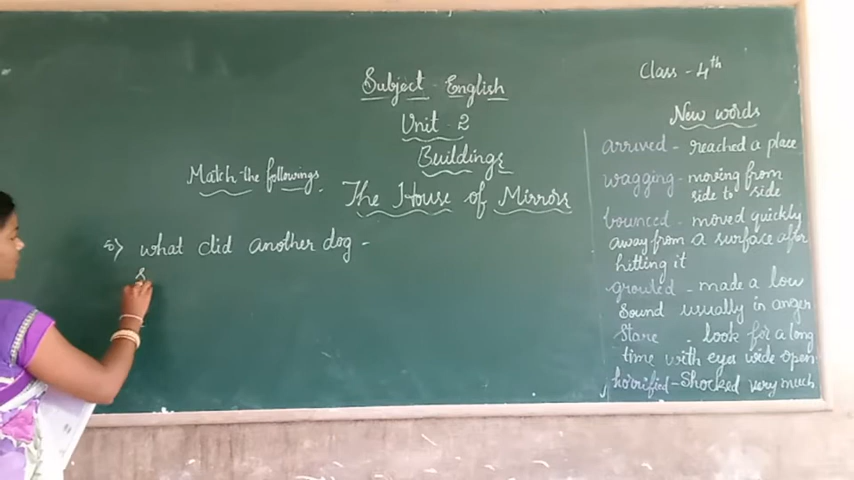 Subject - English
Class - 4th
Unit - 2
Buildings
Match the followings.
The House of Mirrors
what did another dog -
s
New words
arrived - reached a place
wagging - moving from
side to side
bounced - moved quickly
away from a surface after
hitting it
growled - made a low
sound usually in anger
Stare - look for a long
time with eyes wide open
horrified - Shocked very much